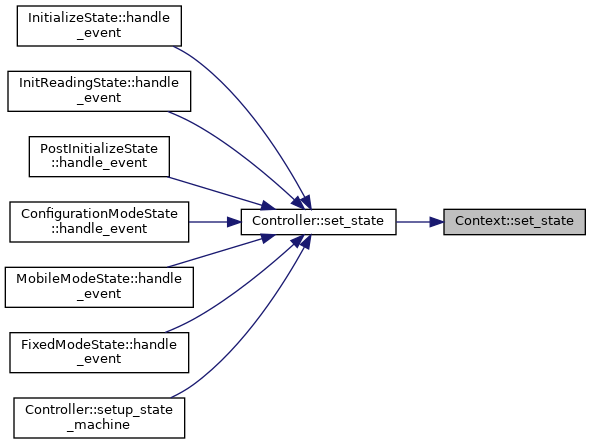 InitializeState::handle
_event
InitReadingState::handle
_event
PostInitializeState
::handle_event
ConfigurationModeState
::handle_event
Controller::set_state
Context::set_state
MobileModeState::handle
_event
FixedModeState::handle
_event
Controller::setup_state
_machine